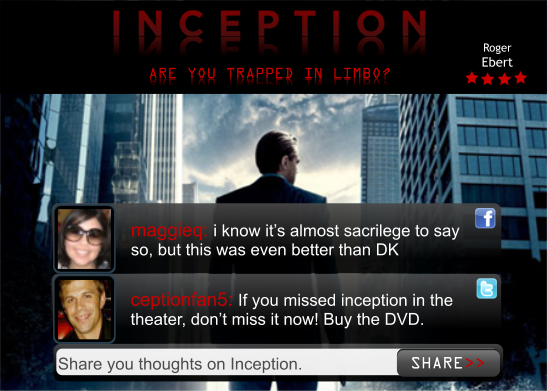 INCEPTION
ARE YOU TRAPPED IN LIMBO?
Roger
Ebert
maggieq: i know it's almost sacrilege to say
so, but this was even better than DK
f
t
ceptionfan5: If you missed inception in the
theater, don't miss it now! Buy the DVD.
Share you thoughts on Inception.
SHARE>>